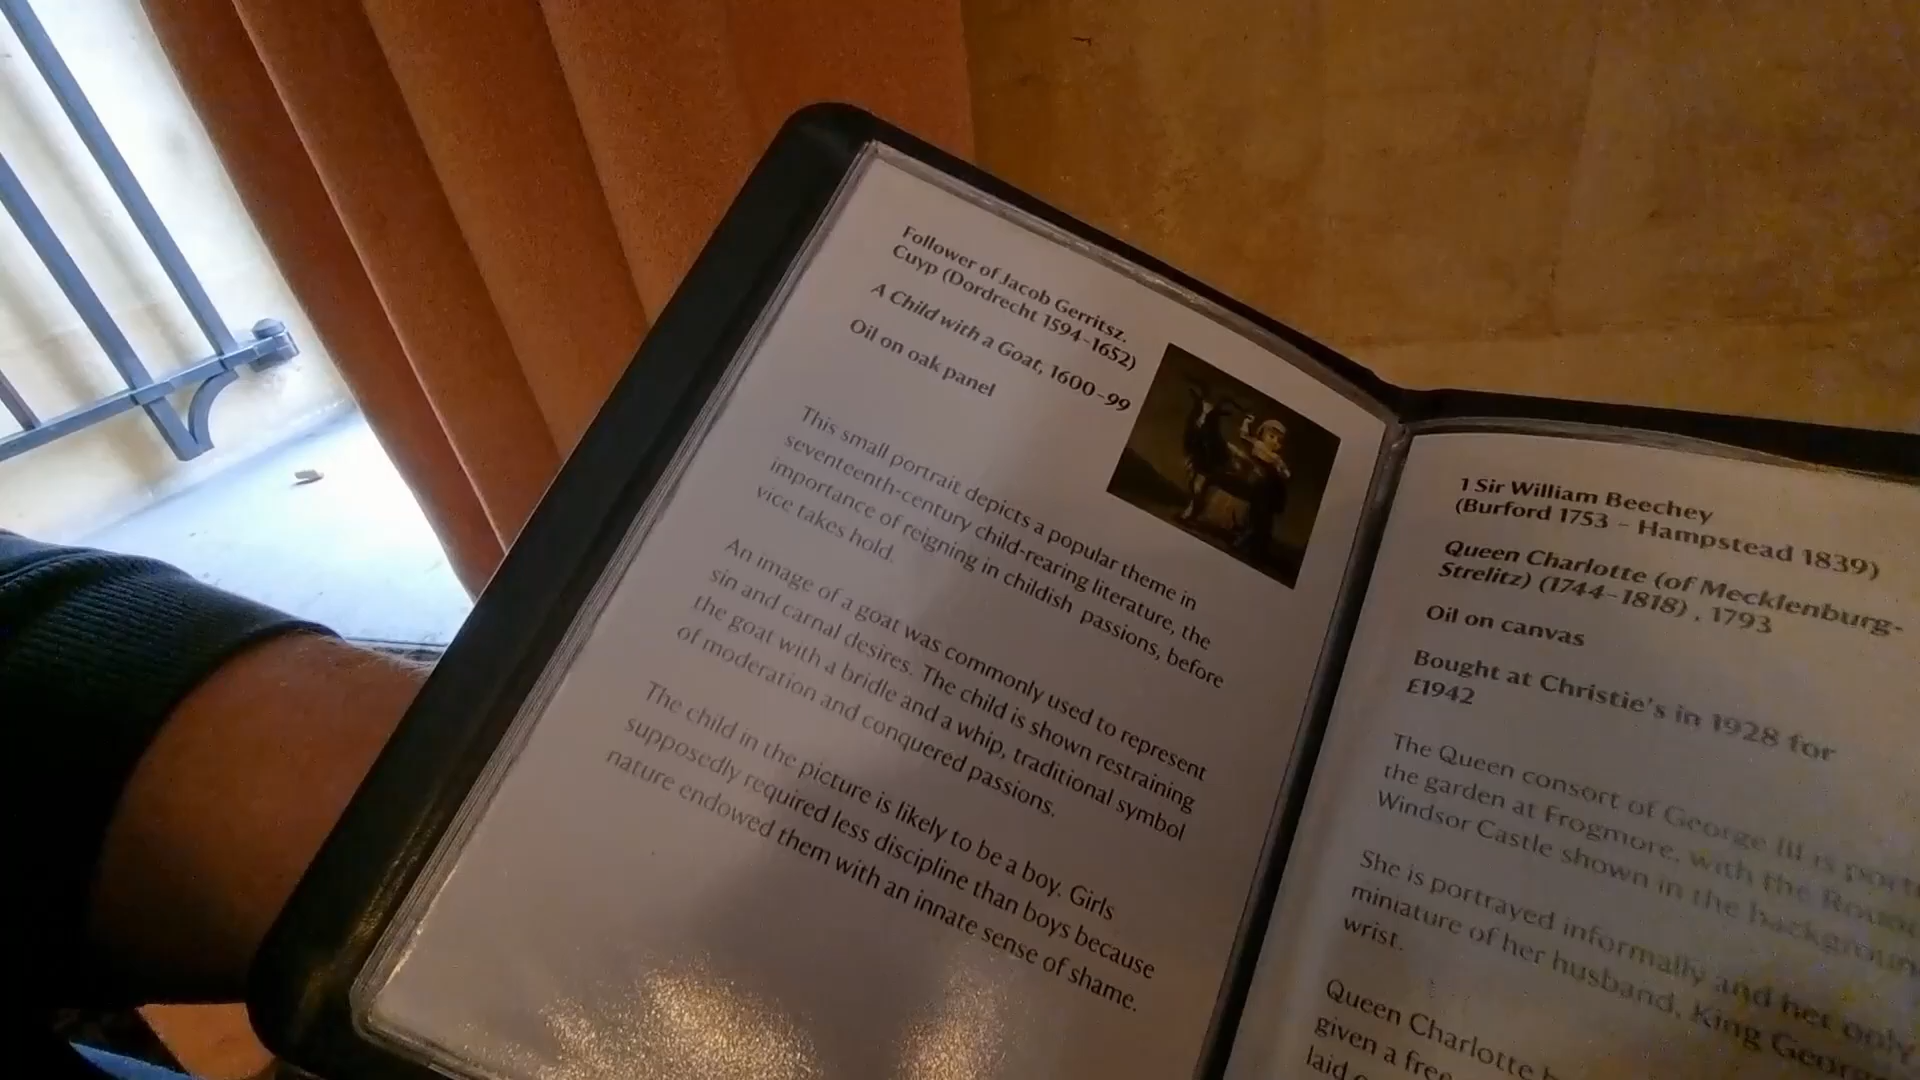 Follower of Jacob Gerritsz.
Cuyp (Dordrecht 1594-1652)
A Child with a Goat, 1600-99
Oil on oak panel
This small portrait depicts a popular theme in
seventeenth-century child-rearing literature, the
importance of reigning in childish passions, before
vice takes hold.
An image of a goat was commonly used to represent
sin and carnal desires. The child is shown restraining
the goat with a bridle and a whip, traditional symbol
of moderation and conquered passions.
The child in the picture is likely to be a boy. Girls
supposedly required less discipline than boys because
nature endowed them with an innate sense of shame.
1 Sir William Beechey
(Burford 1753 - Hampstead 1839)
Queen Charlotte (of Mecklenburg-
Strelitz) (1744-1818) , 1793
Oil on canvas
Bought at Christie's in 1928 for
£1942
The Queen consort of George III is
the garden at Frogmore, with the
Windsor Castle shown in the
She is portrayed informally and her only
miniature of her husband, King
wrist.
Queen Charlotte
given a free
laid